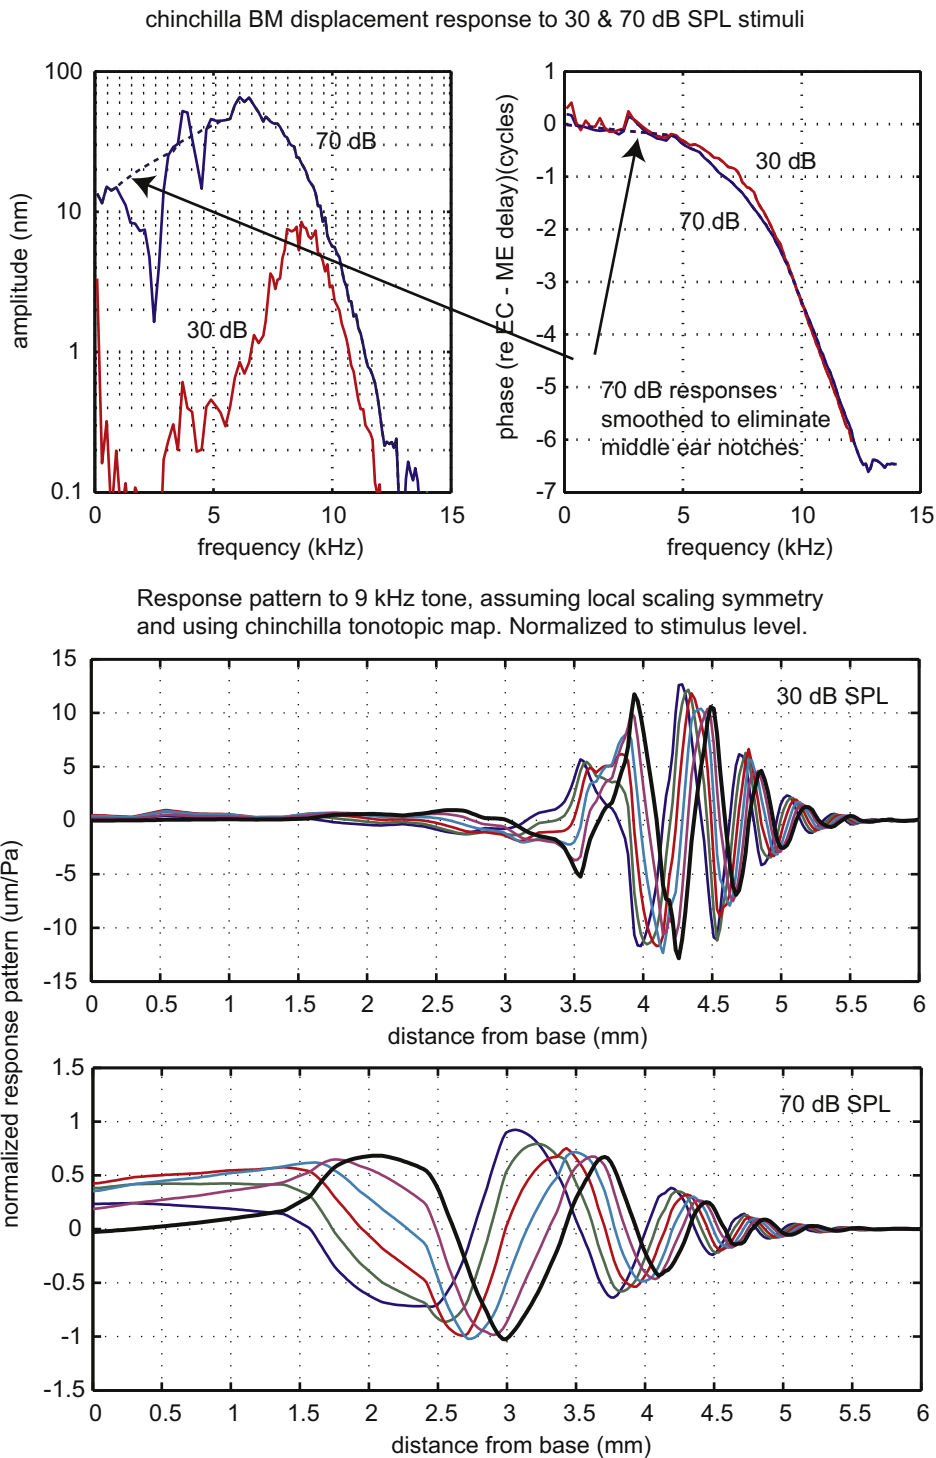 chinchilla BM displacement response to 30 & 70 dB SPL stimuli
100
10
1
0.1
amplitude (nm)
70 dB
30 dB
0 5 10 15
frequency (kHz)
1
0
-1
-2
-3
-4
-5
-6
-7
phase (re EC - ME delay)(cycles)
30 dB
70 dB
70 dB responses
smoothed to eliminate
middle ear notches
0 5 10 15
frequency (kHz)
Response pattern to 9 kHz tone, assuming local scaling symmetry
and using chinchilla tonotopic map. Normalized to stimulus level.
normalized response pattern (um/Pa)
15
10
5
0
-5
-10
-15
30 dB SPL
0 0.5 1 1.5 2 2.5 3 3.5 4 4.5 5 5.5 6
distance from base (mm)
1.5
1
0.5
0
-0.5
-1
-1.5
70 dB SPL
0 0.5 1 1.5 2 2.5 3 3.5 4 4.5 5 5.5 6
distance from base (mm)